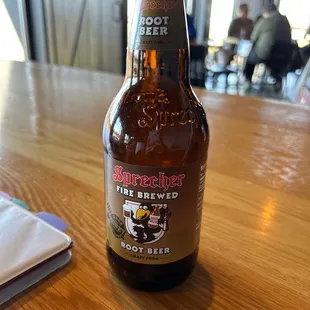 Sprecher
ROOT
BEER
Sprecher
FIRE BREWED
ROOT BEER